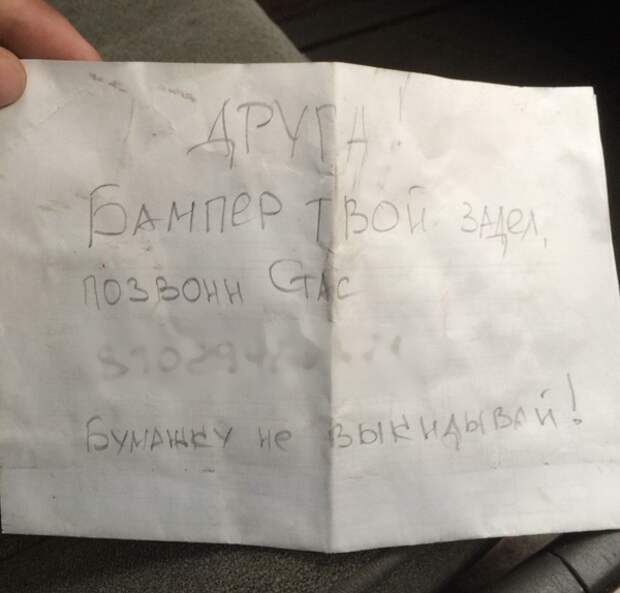 ДРУГА!
БАМПЕР ТВОЙ ЗАДЕЛ,
ПОЗВОНИ СТАС
БУМАЖКУ НЕ ВЫКИДЫВАЙ!